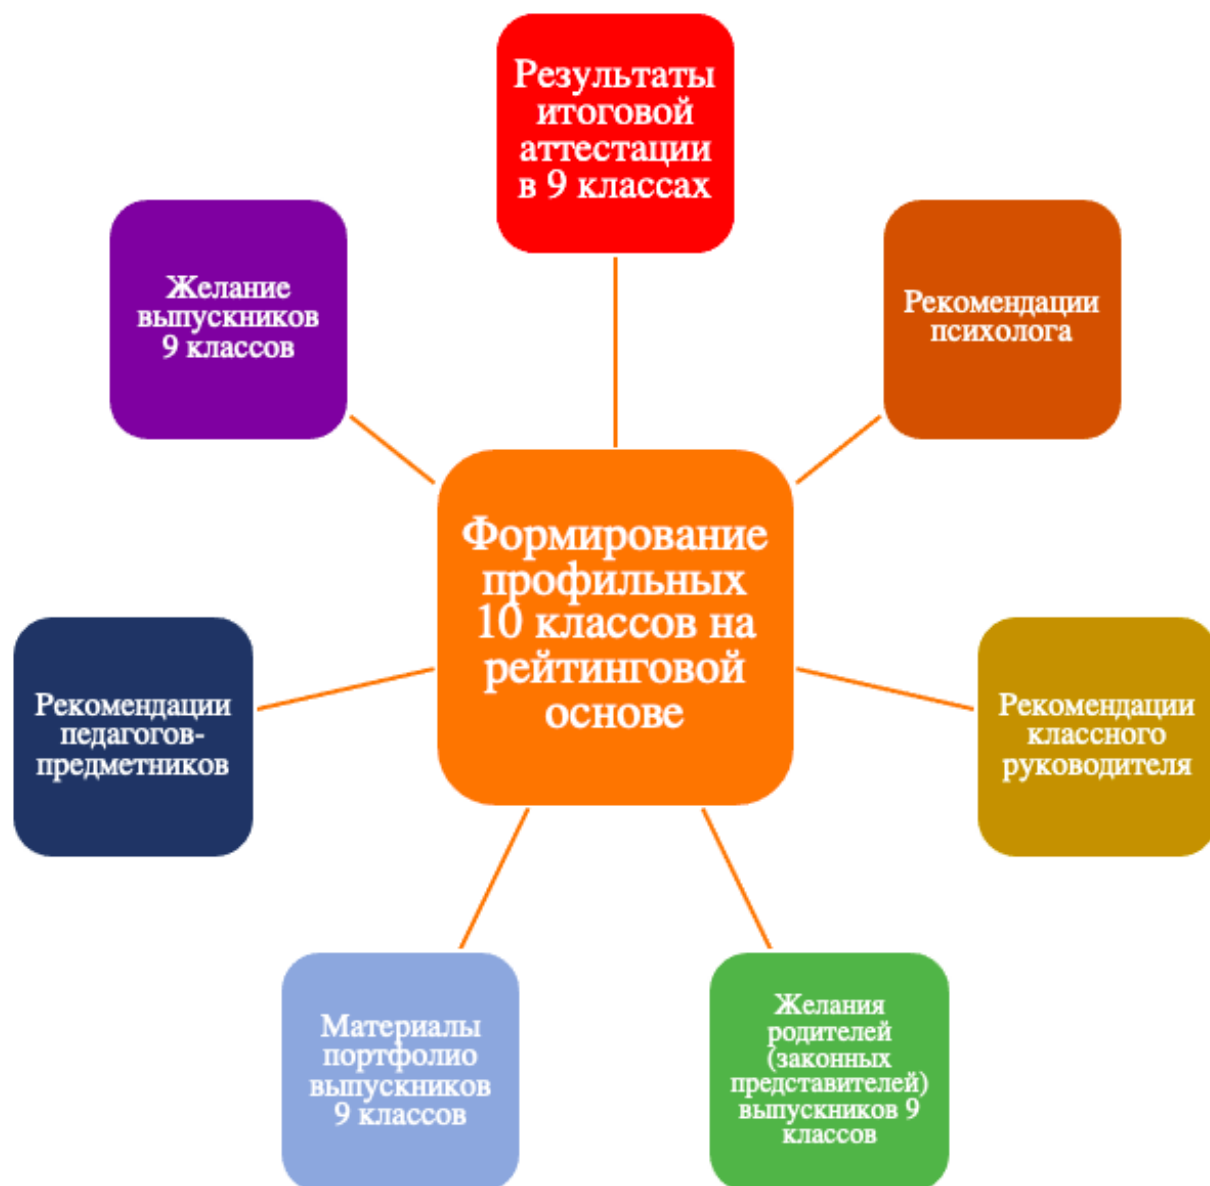 Результаты
итоговой
аттестации
в 9 классах
Желание
выпускников
9 классов
Рекомендации
психолога
Формирование
профильных
10 классов на
рейтинговой
основе
Рекомендации
педагогов-
предметников
Рекомендации
классного
руководителя
Материалы
портфолио
выпускников
9 классов
Желания
родителей
(законных
представителей)
выпускников 9
классов